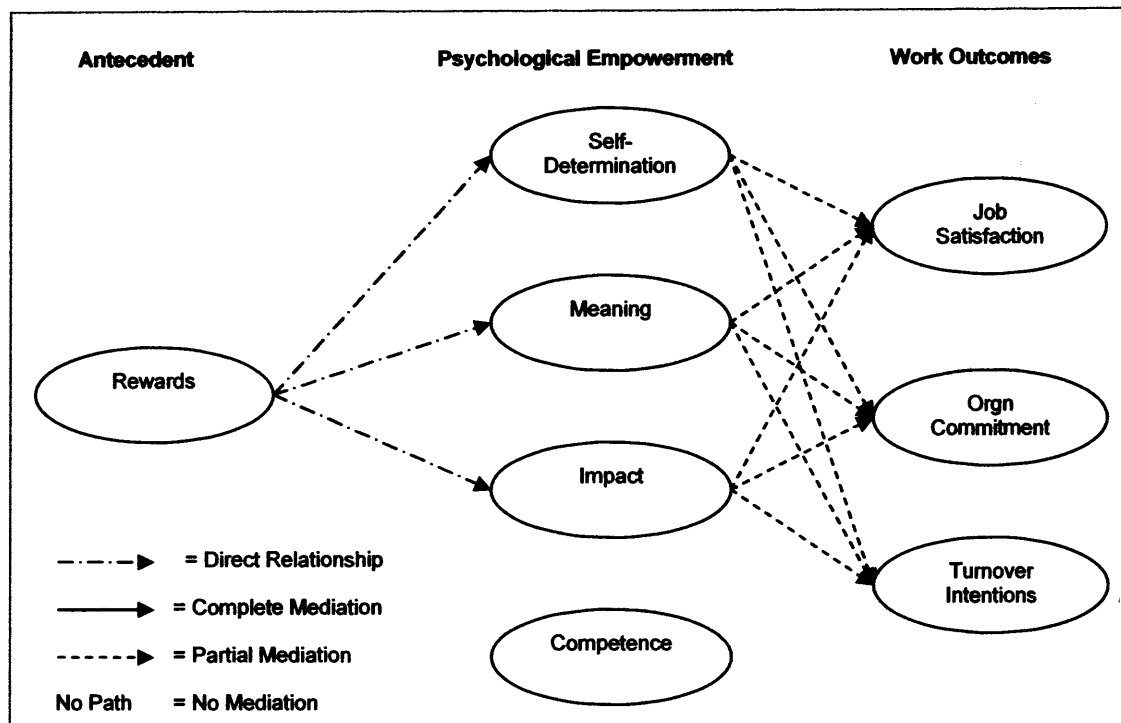 Antecedent
Psychological Empowerment
Work Outcomes
Self-
Determination
Job
Satisfaction
Meaning
Rewards
Orgn
Commitment
Impact
= Direct Relationship
Turnover
Intentions
= Complete Mediation
Competence
= Partial Mediation
No Path = No Mediation